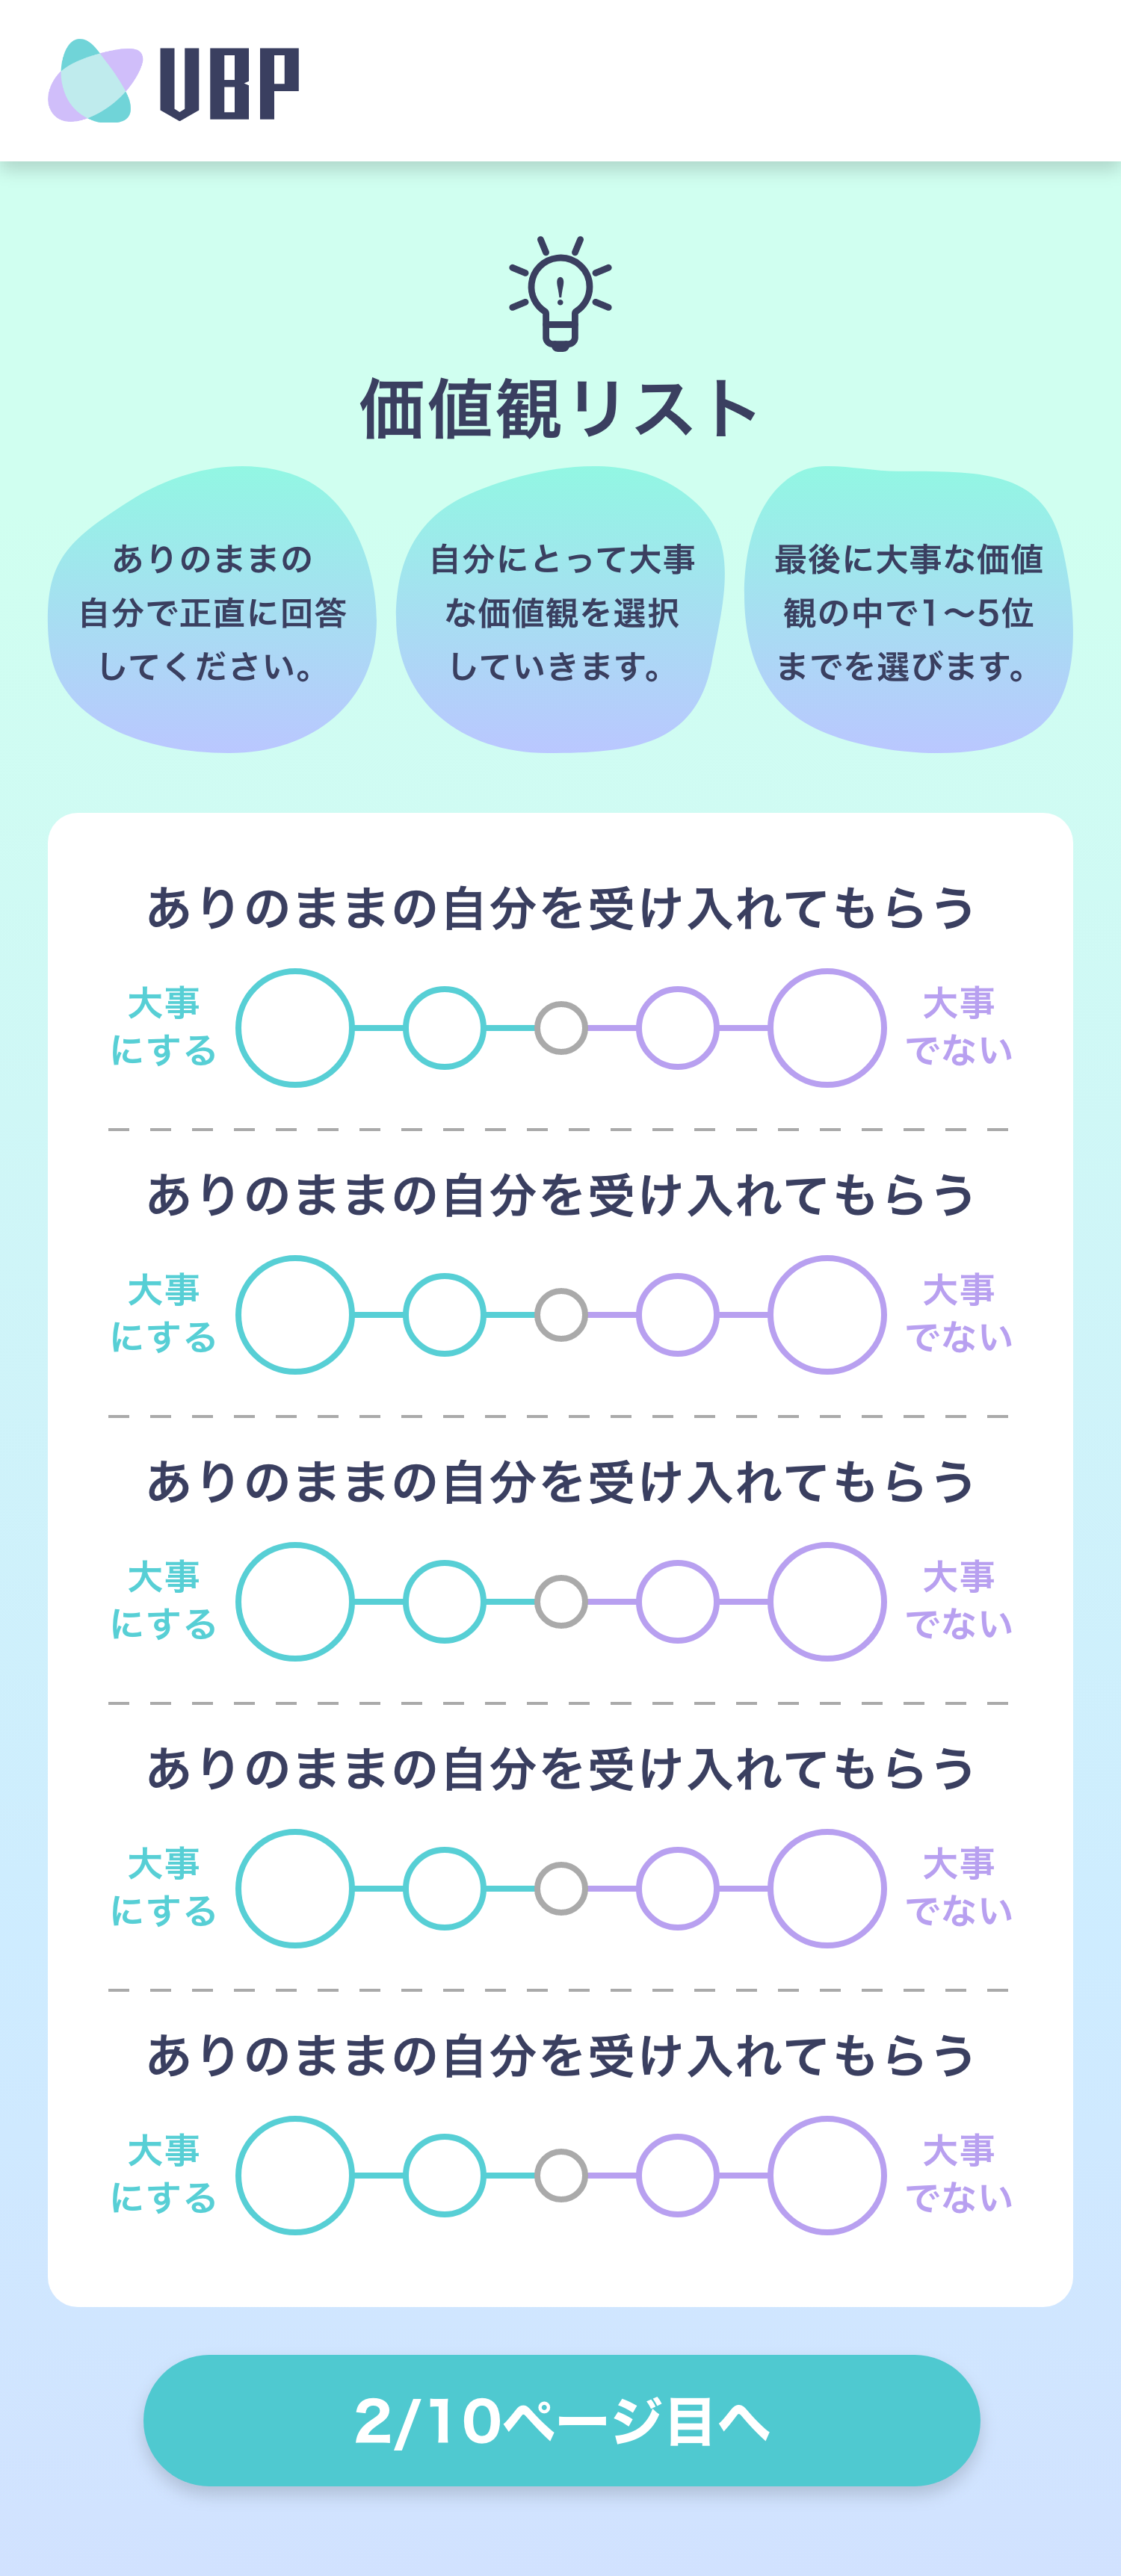 VBP
価値観リスト
ありのままの
自分で正直に回答
してください。
自分にとって大事
な価値観を選択
していきます。
最後に大事な価値
観の中で1〜5位
までを選びます。
ありのままの自分を受け入れてもらう
大事
にする
大事
でない
ありのままの自分を受け入れてもらう
大事
にする
大事
でない
ありのままの自分を受け入れてもらう
大事
にする
大事
でない
ありのままの自分を受け入れてもらう
大事
にする
大事
でない
ありのままの自分を受け入れてもらう
大事
にする
大事
でない
2/10ページ目へ